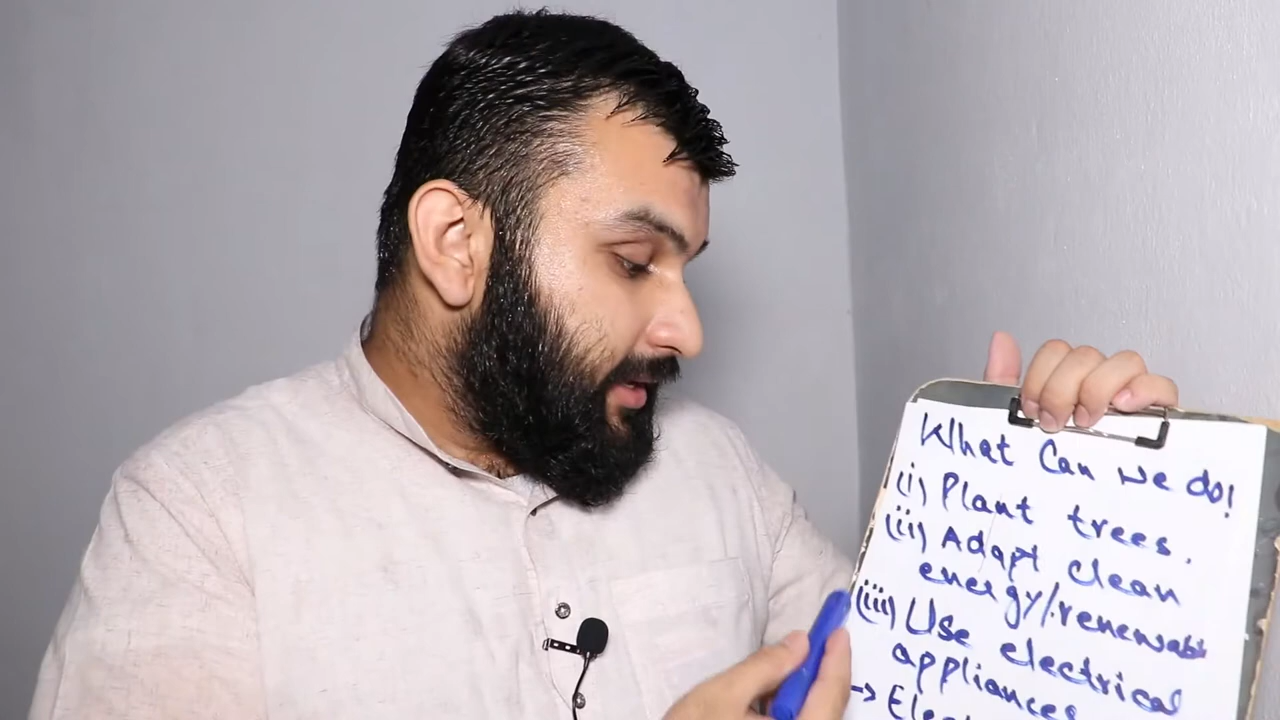 What Can we do!
(i) Plant trees.
(ii) Adapt clean
energy/renewable
(iii) Use electrical
appliances
→